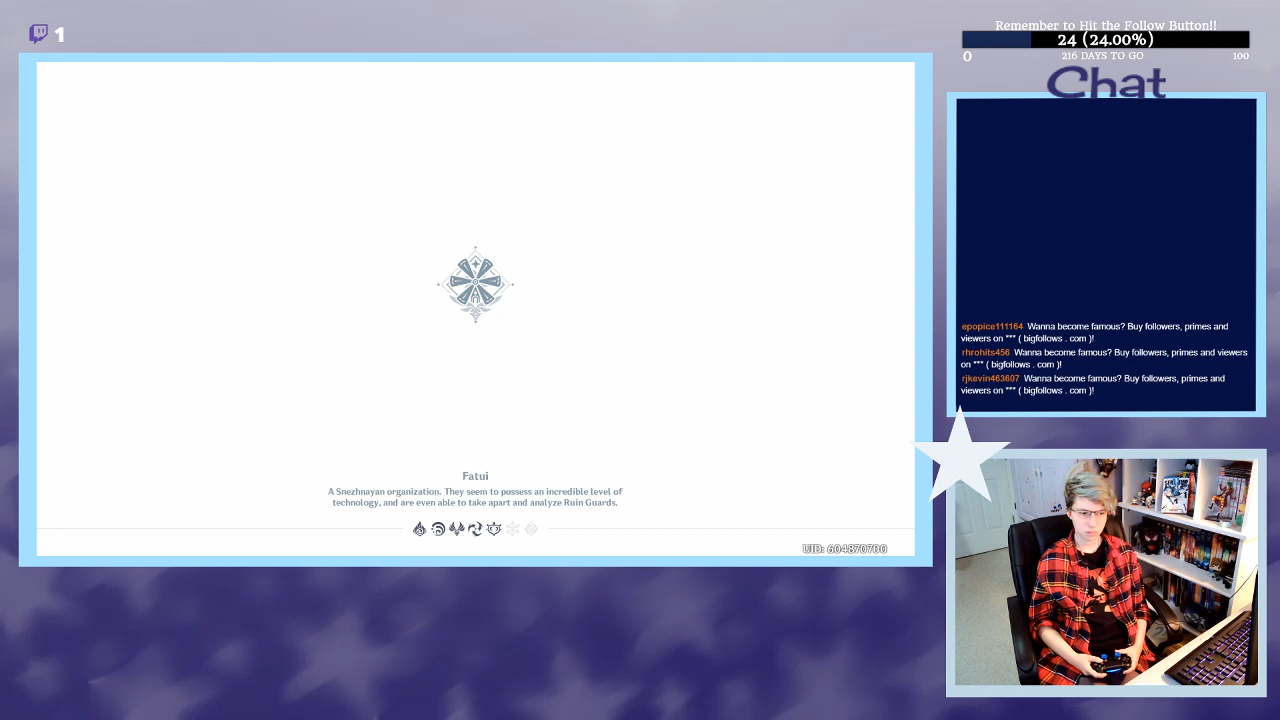 1
Remember to Hit the Follow Button!!
24 (24.00%)
0
216 DAYS TO GO
100
Chat
epopice111164 Wanna become famous? Buy followers, primes and
viewers on *** ( bigfollows . com )!
rhrohits456 Wanna become famous? Buy followers, primes and viewers
on *** ( bigfollows . com )!
rjkevin463607 Wanna become famous? Buy followers, primes and
viewers on *** ( bigfollows . com )!
Fatui
A Snezhnayan organization. They seem to possess an incredible level of
technology, and are even able to take apart and analyze Ruin Guards.
UID: 604870700